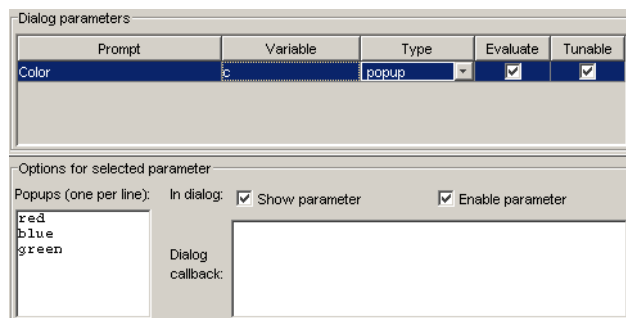 Dialog parameters
Prompt Variable Type Evaluate Tunable
Color c popup
Options for selected parameter
Popups (one per line): In dialog: Show parameter Enable parameter
red
blue
green
Dialog
callback: